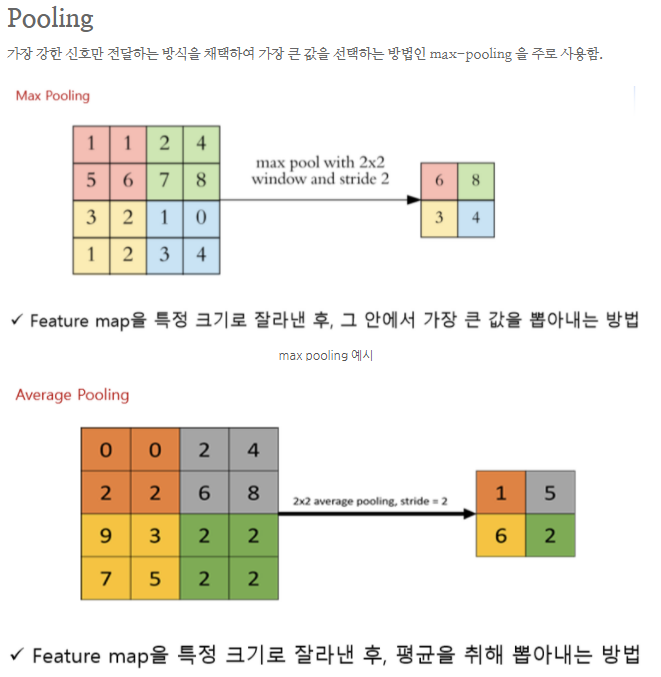 Pooling
가장 강한 신호만 전달하는 방식을 채택하여 가장 큰 값을 선택하는 방법인 max-pooling 을 주로 사용함.
Max Pooling
1 1 2 4
5 6 7 8
3 2 1 0
1 2 3 4
max pool with 2x2
window and stride 2
6 8
3 4
✓ Feature map을 특정 크기로 잘라낸 후, 그 안에서 가장 큰 값을 뽑아내는 방법
max pooling 예시
Average Pooling
0 0 2 4
2 2 6 8
9 3 2 2
7 5 2 2
2x2 average pooling, stride = 2
1 5
6 2
✓ Feature map을 특정 크기로 잘라낸 후, 평균을 취해 뽑아내는 방법